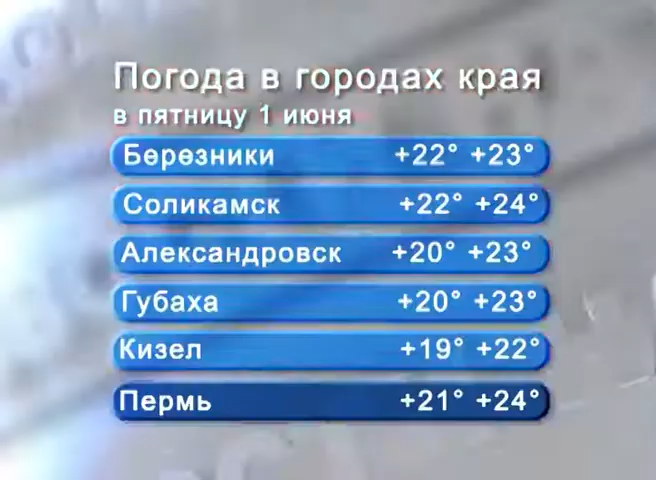 Погода в городах края
в пятницу 1 июня
Березники +22° +23°
Соликамск +22° +24°
Александровск +20° +23°
Губаха +20° +23°
Кизел +19° +22°
Пермь +21° +24°